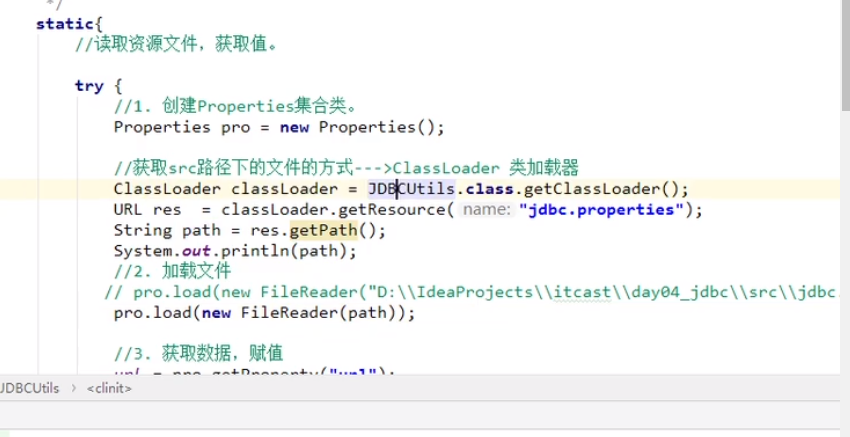 */
static{
//读取资源文件，获取值。
try {
//1. 创建Properties集合类。
Properties pro = new Properties();
//获取src路径下的文件的方式--->ClassLoader 类加载器
ClassLoader classLoader = JDBCUtils.class.getClassLoader();
URL res = classLoader.getResource( name: "jdbc.properties");
String path = res.getPath();
System.out.println(path);
//2. 加载文件
// pro.load(new FileReader("D:\\IdeaProjects\\itcast\\day04_jdbc\\src\\jdbc.
pro.load(new FileReader(path));
//3. 获取数据，赋值
url = pro.getProperty("url");
JDBCUtils > <clinit>